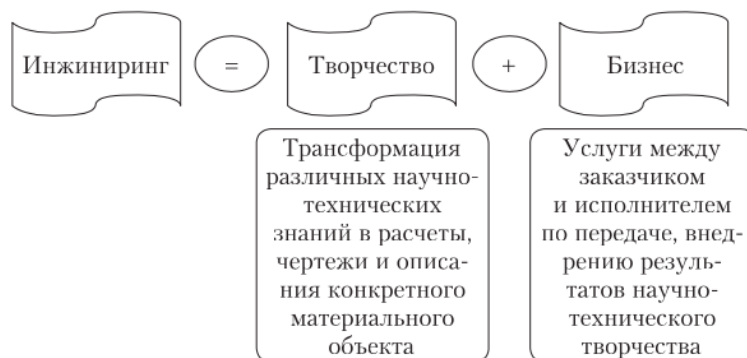 Инжиниринг = Творчество + Бизнес
Трансформация
различных научно-
технических
знаний в расчеты,
чертежи и описа-
ния конкретного
материального
объекта
Услуги между
заказчиком
и исполнителем
по передаче, внед-
рению резуль-
татов научно-
технического
творчества